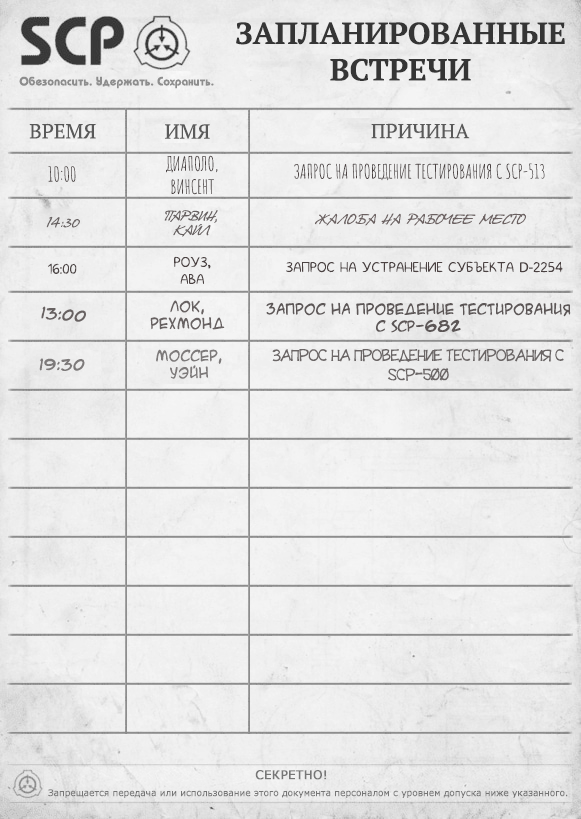 SCP
Обезопасить. Удержать. Сохранить.
ЗАПЛАНИРОВАННЫЕ
ВСТРЕЧИ
ВРЕМЯ ИМЯ ПРИЧИНА
10:00 ДИАПОЛО, ЗАПРОС НА ПРОВЕДЕНИЕ ТЕСТИРОВАНИЯ С SCP-513
ВИНСЕНТ
14:30 ПАРВИН, ЖАЛОБА НА РАБОЧЕЕ МЕСТО
КАЙЛ
16:00 РОУЗ, ЗАПРОС НА УСТРАНЕНИЕ СУБЪЕКТА D-2254
АВА
13:00 ЛОК, ЗАПРОС НА ПРОВЕДЕНИЕ ТЕСТИРОВАНИЯ
РЕХМОНД С SCP-682
19:30 МОССЕР, ЗАПРОС НА ПРОВЕДЕНИЕ ТЕСТИРОВАНИЯ С
УЭЙН SCP-500
СЕКРЕТНО!
Запрещается передача или использование этого документа персоналом с уровнем допуска ниже указанного.